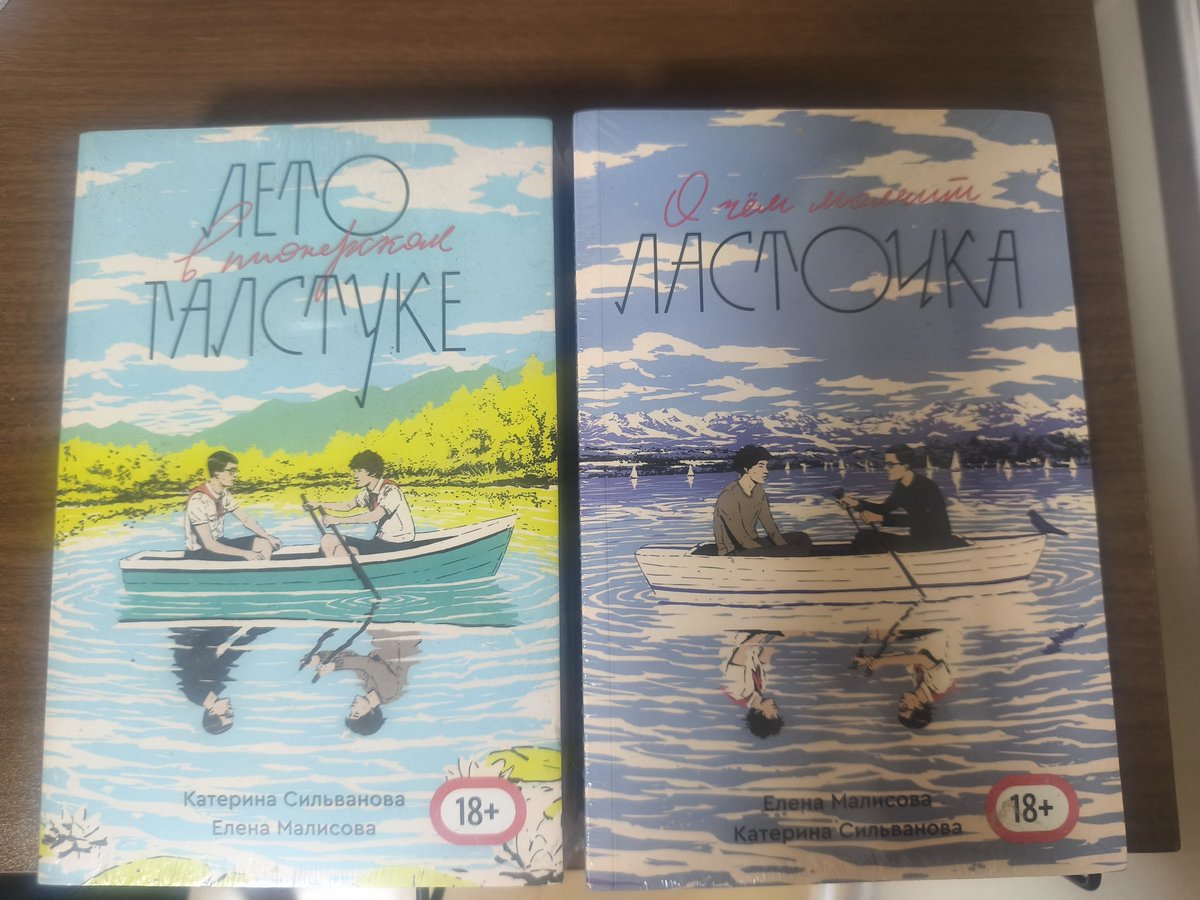 ЛЕТО
в пионерском
ГАЛСТУКЕ
Катерина Сильванова
Елена Малисова
18+
О чём молчит
ЛАСТОЧКА
Елена Малисова
Катерина Сильванова
18+